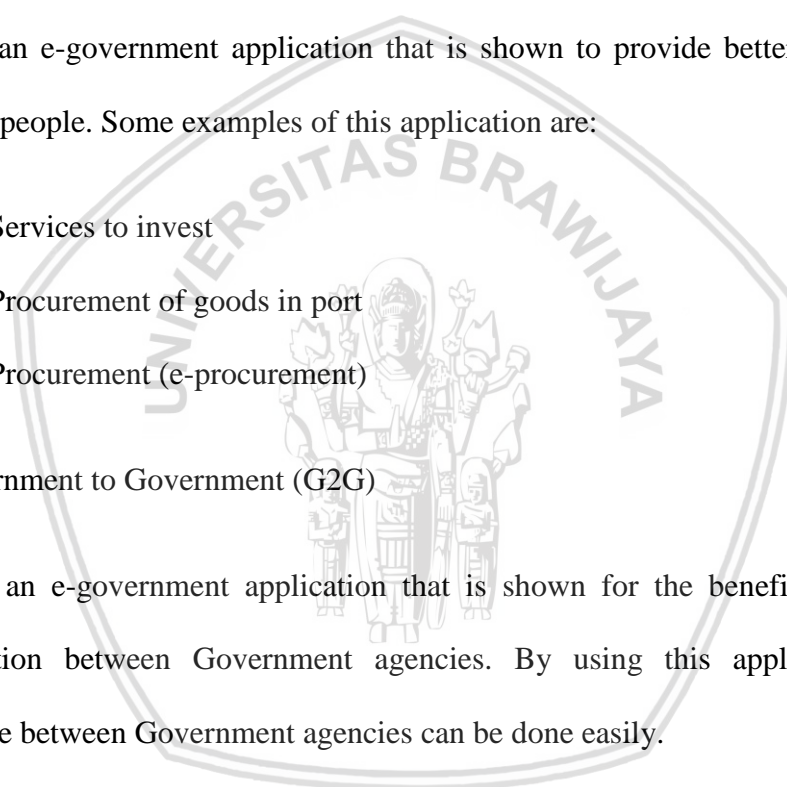 an e-government application that is shown to provide better
people. Some examples of this application are:
UNIVERSITAS BRAWIJAYA
Services to invest
Procurement of goods in port
Procurement (e-procurement)
rnment to Government (G2G)
an e-government application that is shown for the benefi
tion between Government agencies. By using this appl
e between Government agencies can be done easily.